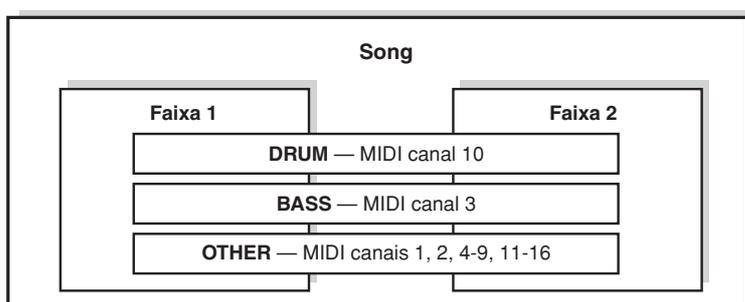 Song
Faixa 1
Faixa 2
DRUM — MIDI canal 10
BASS — MIDI canal 3
OTHER — MIDI canais 1, 2, 4-9, 11-16